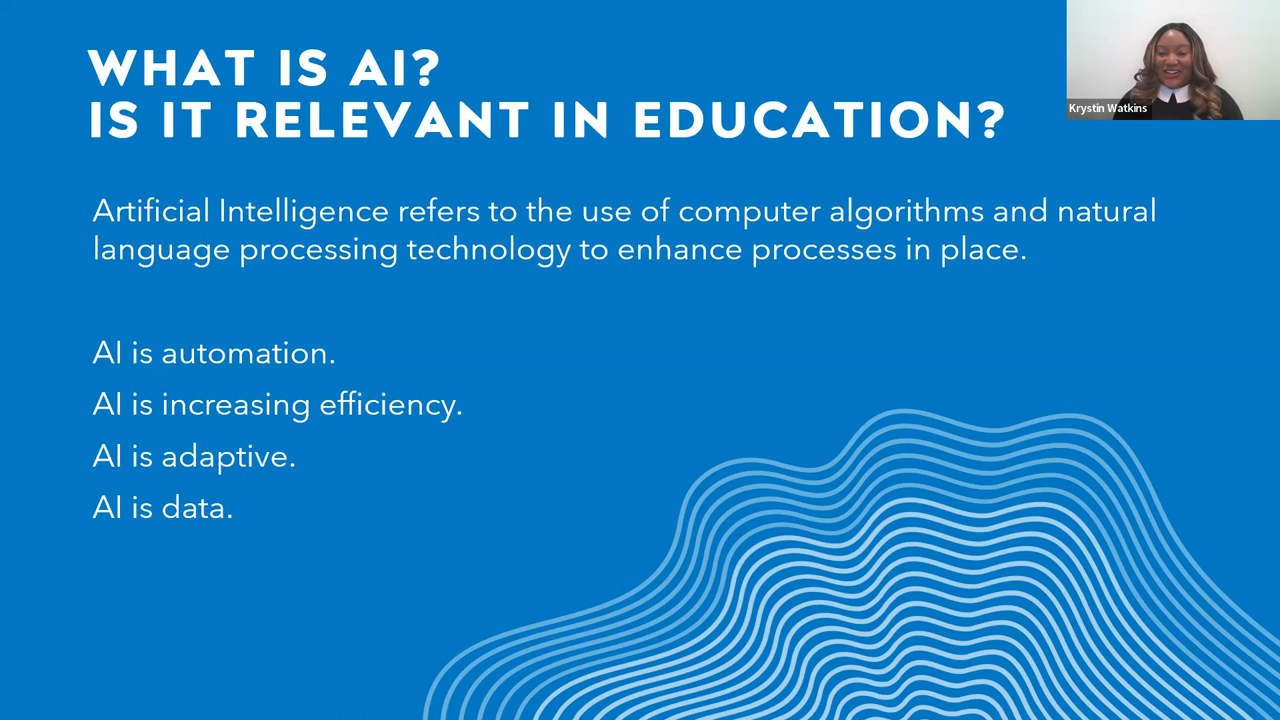 WHAT IS AI?
IS IT RELEVANT IN EDUCATION?
Krystin Watkins
Artificial Intelligence refers to the use of computer algorithms and natural
language processing technology to enhance processes in place.
AI is automation.
AI is increasing efficiency.
AI is adaptive.
AI is data.